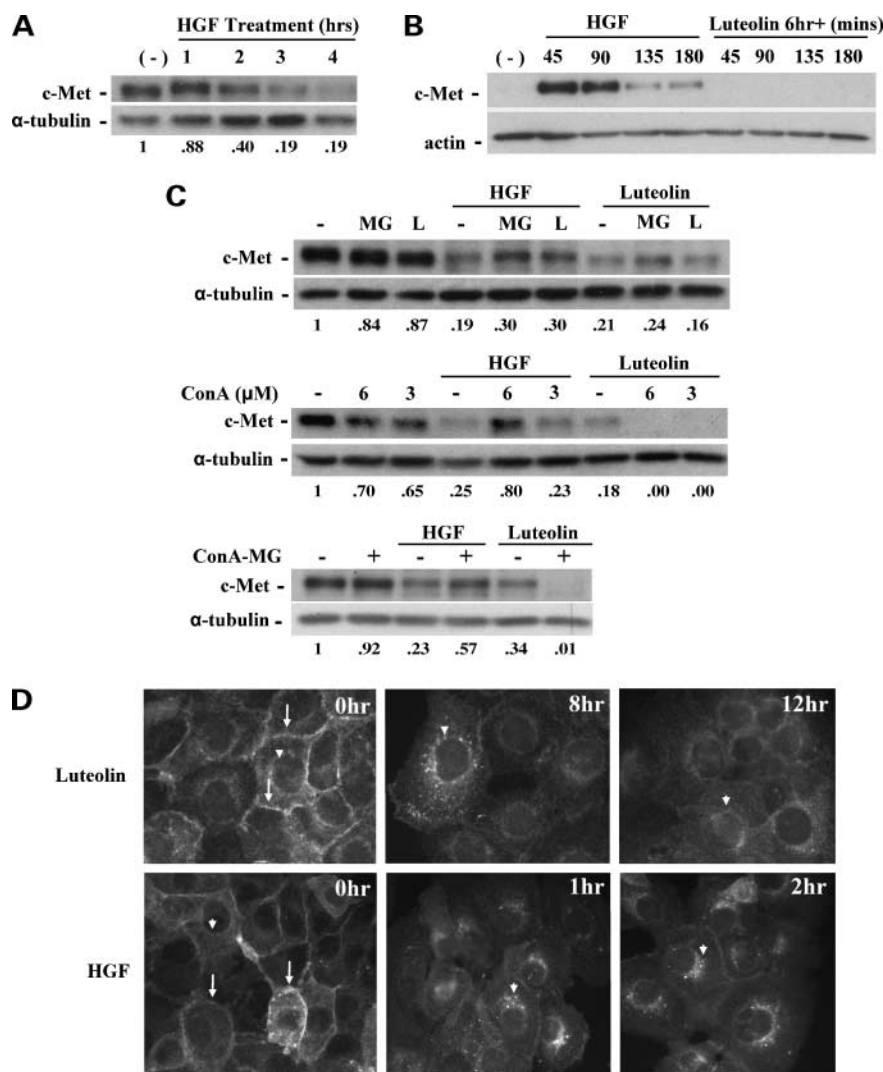 A
HGF Treatment (hrs)
(-) 1 2 3 4
c-Met -
α-tubulin -
1 .88 .40 .19 .19
B
HGF Luteolin 6hr+ (mins)
(-) 45 90 135 180 45 90 135 180
c-Met -
actin -
C
HGF Luteolin
- MG L - MG L - MG L
c-Met -
α-tubulin -
1 .84 .87 .19 .30 .30 .21 .24 .16
HGF Luteolin
ConA (μM) - 6 3 - 6 3 - 6 3
c-Met -
α-tubulin -
1 .70 .65 .25 .80 .23 .18 .00 .00
HGF Luteolin
ConA-MG - + - + - +
c-Met -
α-tubulin -
1 .92 .23 .57 .34 .01
D
0hr 8hr 12hr
Luteolin
0hr 1hr 2hr
HGF